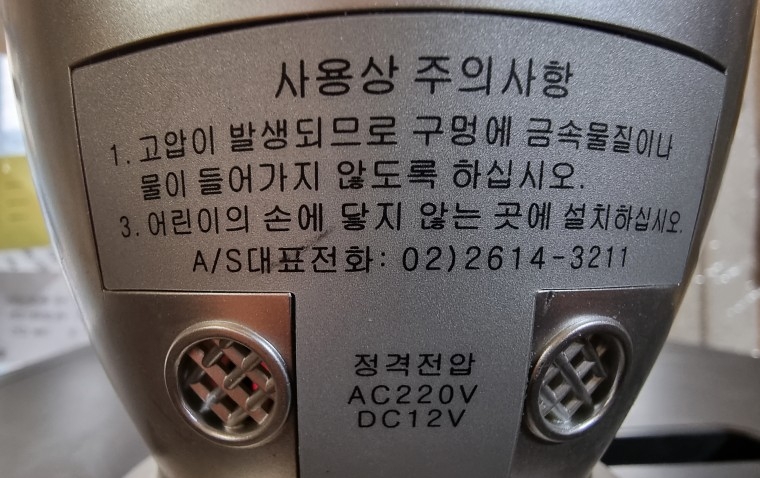 사용상 주의사항
1. 고압이 발생되므로 구멍에 금속물질이나
물이 들어가지 않도록 하십시오.
3. 어린이의 손에 닿지 않는 곳에 설치하십시오.
A/S대표전화: 02)2614-3211
정격전압
AC220V
DC12V